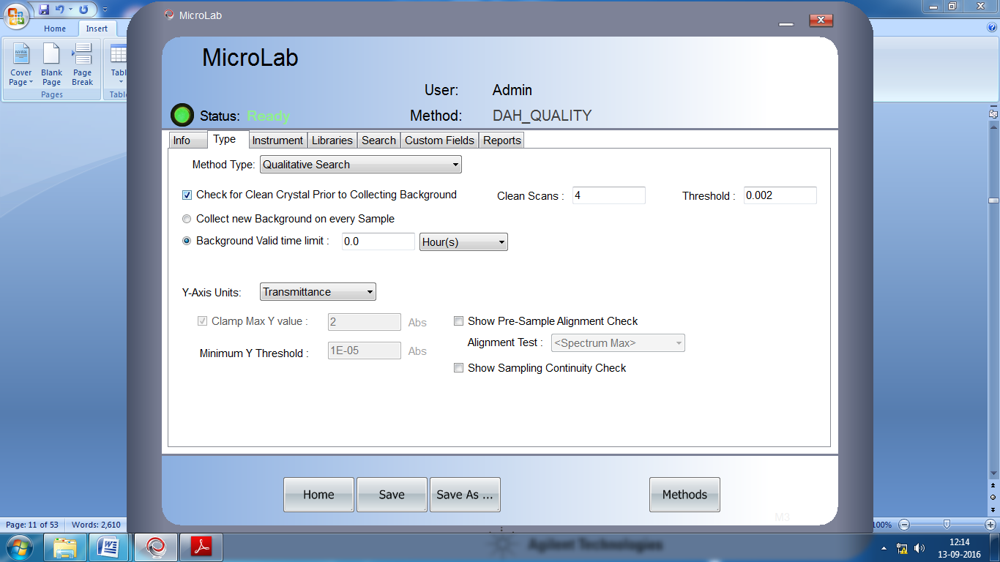 MicroLab
Home Insert
Cover Page Blank Page Page Break Tabl
Pages Table
MicroLab
User: Admin
Status: Ready Method: DAH_QUALITY
Info Type Instrument Libraries Search Custom Fields Reports
Method Type: Qualitative Search
Check for Clean Crystal Prior to Collecting Background Clean Scans : 4 Threshold : 0.002
Collect new Background on every Sample
Background Valid time limit : 0.0 Hour(s)
Y-Axis Units: Transmittance
Clamp Max Y value : 2 Abs Show Pre-Sample Alignment Check
Alignment Test : <Spectrum Max>
Minimum Y Threshold : 1E-05 Abs
Show Sampling Continuity Check
Home Save Save As ... Methods
M3
Page: 11 of 53 Words: 2,610 100%
Agilent Technologies
12:14
13-09-2016